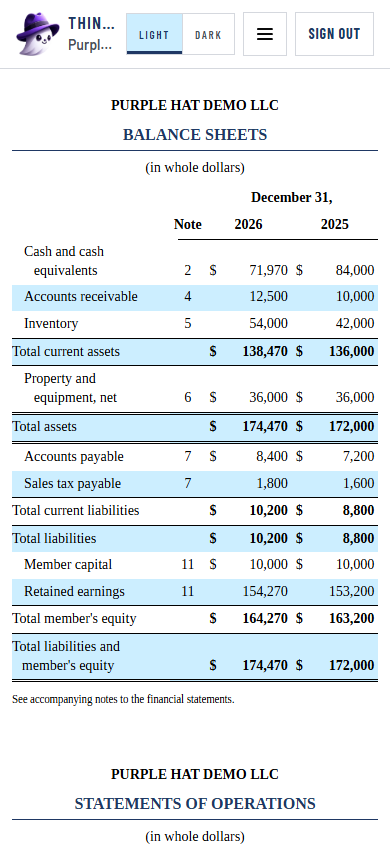 THIN...
Purpl...
LIGHT DARK
SIGN OUT
PURPLE HAT DEMO LLC
BALANCE SHEETS
(in whole dollars)
December 31,
Note 2026 2025
Cash and cash
equivalents 2 $ 71,970 $ 84,000
Accounts receivable 4 12,500 10,000
Inventory 5 54,000 42,000
Total current assets $ 138,470 $ 136,000
Property and
equipment, net 6 $ 36,000 $ 36,000
Total assets $ 174,470 $ 172,000
Accounts payable 7 $ 8,400 $ 7,200
Sales tax payable 7 1,800 1,600
Total current liabilities $ 10,200 $ 8,800
Total liabilities $ 10,200 $ 8,800
Member capital 11 $ 10,000 $ 10,000
Retained earnings 11 154,270 153,200
Total member's equity $ 164,270 $ 163,200
Total liabilities and
member's equity $ 174,470 $ 172,000
See accompanying notes to the financial statements.
PURPLE HAT DEMO LLC
STATEMENTS OF OPERATIONS
(in whole dollars)